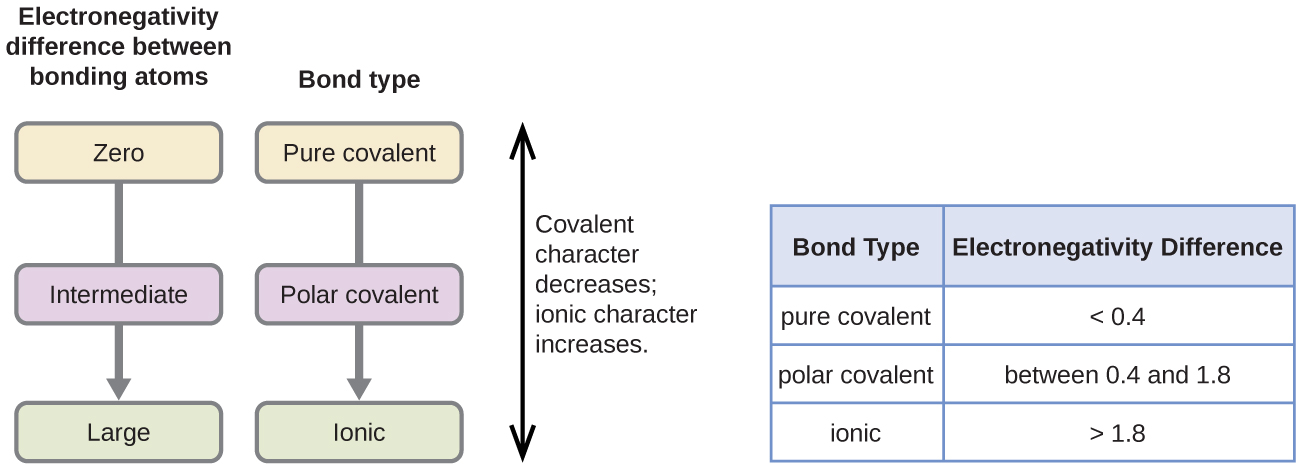 Electronegativity
difference between
bonding atoms
Bond type
Zero
Pure covalent
Intermediate
Polar covalent
Large
Ionic
Covalent
character
decreases;
ionic character
increases.
Bond Type
Electronegativity Difference
pure covalent
< 0.4
polar covalent
between 0.4 and 1.8
ionic
> 1.8